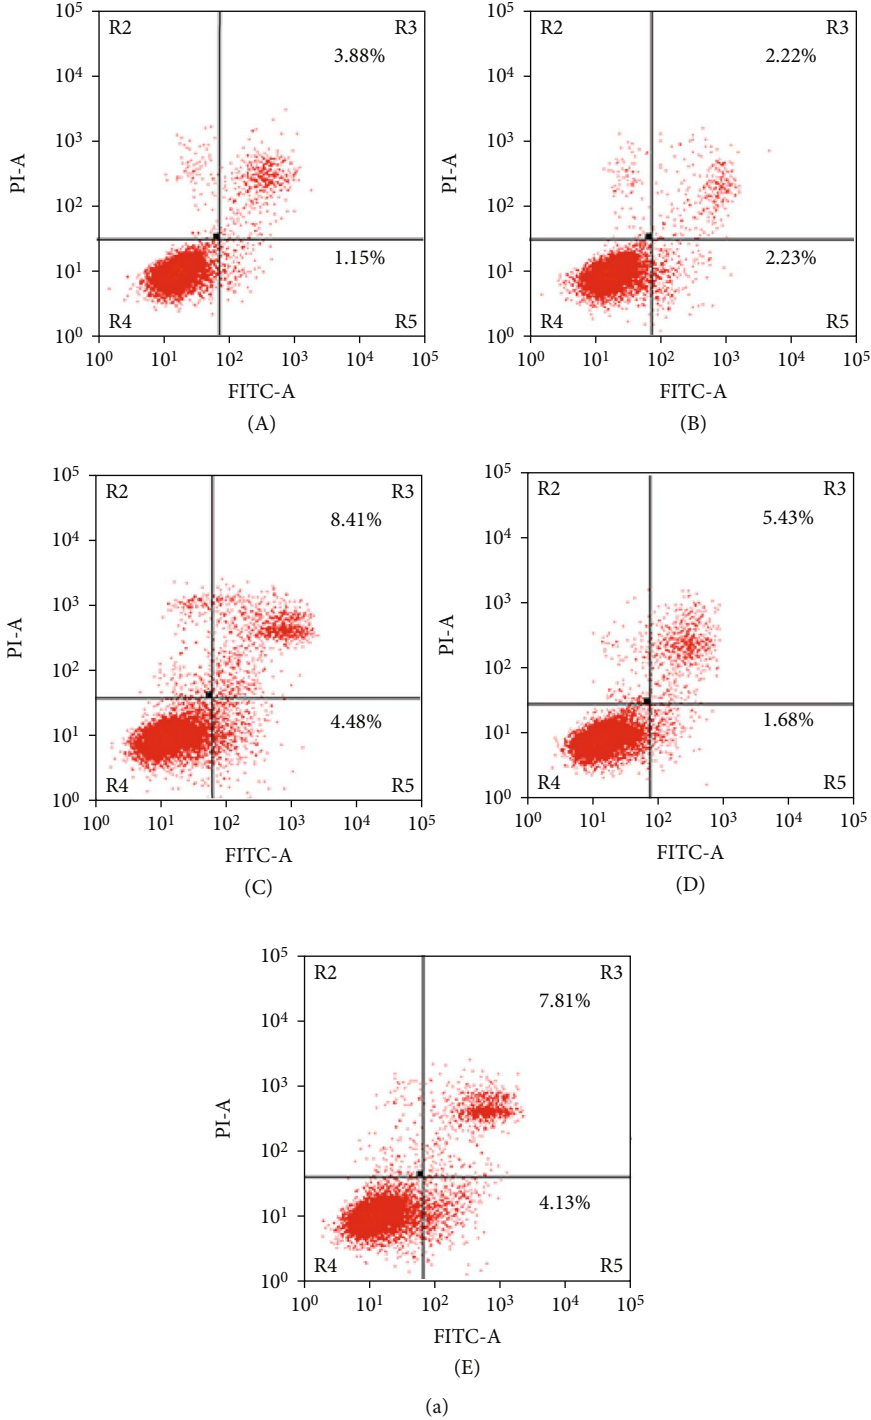 10⁵
R2 R3
3.88%
10⁴
10³
PI-A
10²
1.15%
10¹
R4 R5
10⁰
10⁰ 10¹ 10² 10³ 10⁴ 10⁵
FITC-A
(A)
10⁵
R2 R3
2.22%
10⁴
10³
PI-A
10²
2.23%
10¹
R4 R5
10⁰
10⁰ 10¹ 10² 10³ 10⁴ 10⁵
FITC-A
(B)
10⁵
R2 R3
8.41%
10⁴
10³
PI-A
10²
4.48%
10¹
R4 R5
10⁰
10⁰ 10¹ 10² 10³ 10⁴ 10⁵
FITC-A
(C)
10⁵
R2 R3
5.43%
10⁴
10³
PI-A
10²
1.68%
10¹
R4 R5
10⁰
10⁰ 10¹ 10² 10³ 10⁴ 10⁵
FITC-A
(D)
10⁵
R2 R3
7.81%
10⁴
10³
PI-A
10²
4.13%
10¹
R4 R5
10⁰
10⁰ 10¹ 10² 10³ 10⁴ 10⁵
FITC-A
(E)
(a)